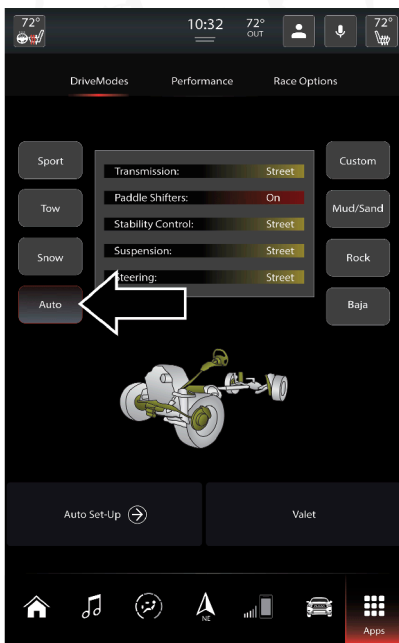 72° 10:32 72° OUT 72°
DriveModes Performance Race Options
Sport
Tow
Snow
Auto
Transmission: Street
Paddle Shifters: On
Stability Control: Street
Suspension: Street
Steering: Street
Custom
Mud/Sand
Rock
Baja
Auto Set-Up
Valet
NE
Apps